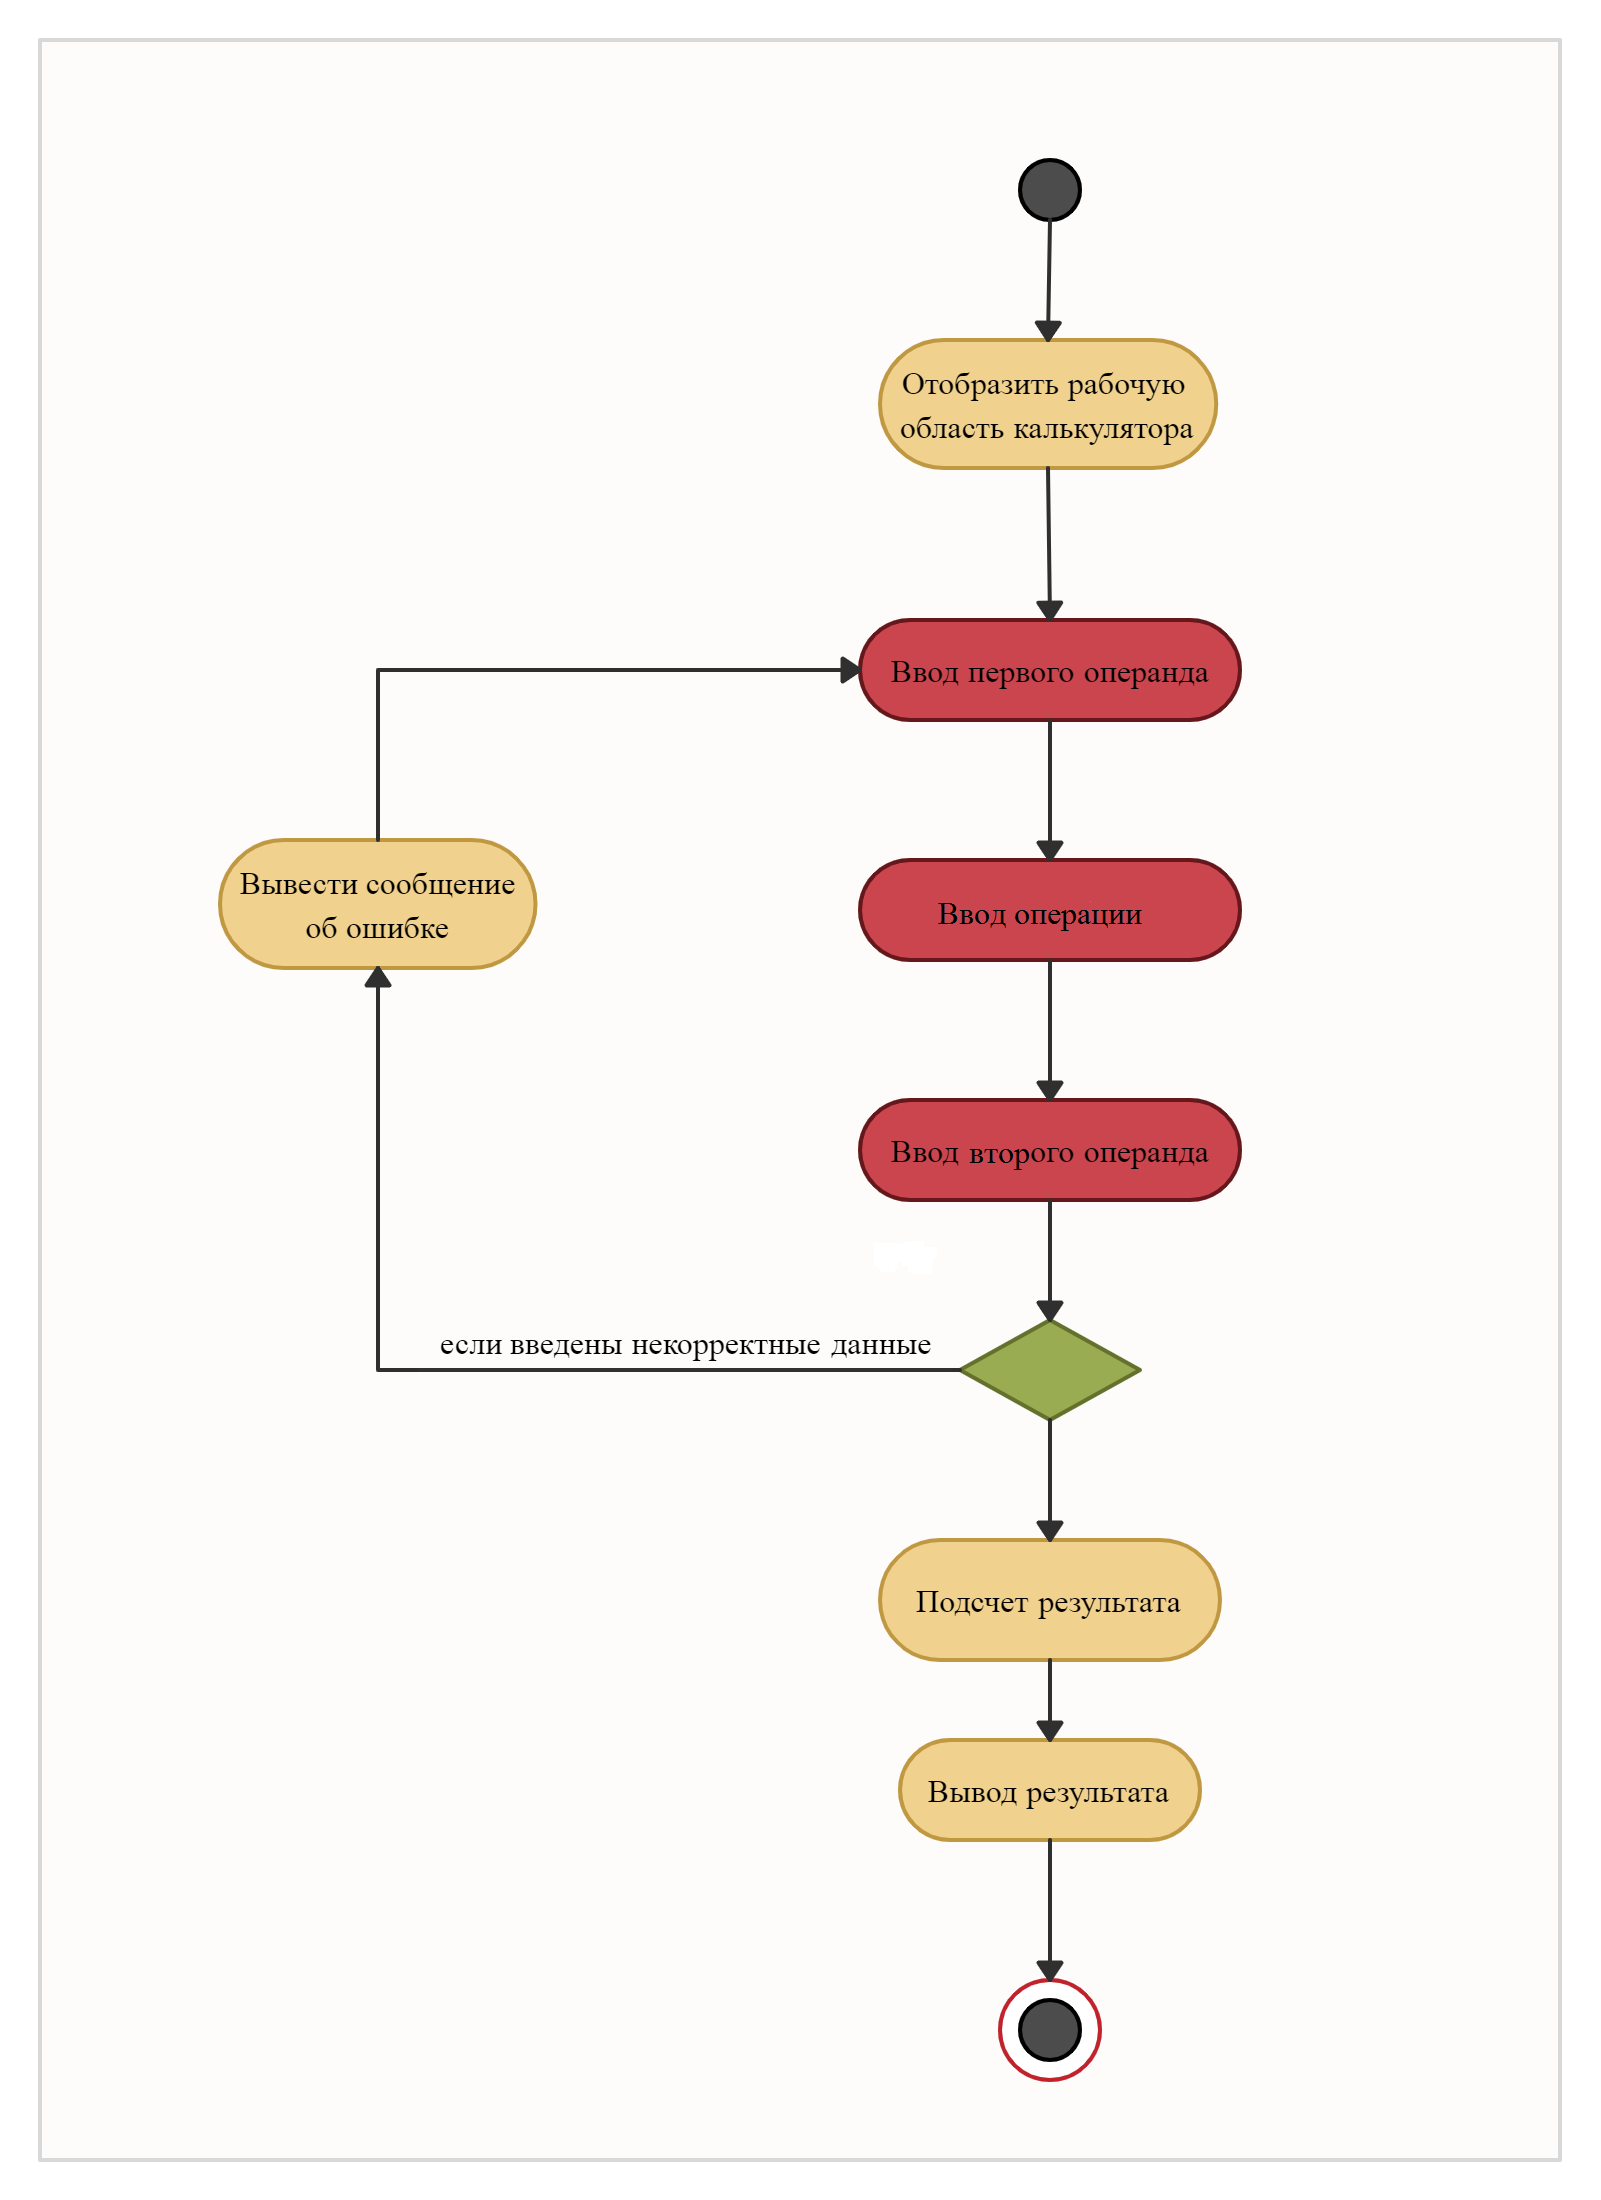 Отобразить рабочую
область калькулятора
Ввод первого операнда
Вывести сообщение
об ошибке
Ввод операции
Ввод второго операнда
если введены некорректные данные
Подсчет результата
Вывод результата